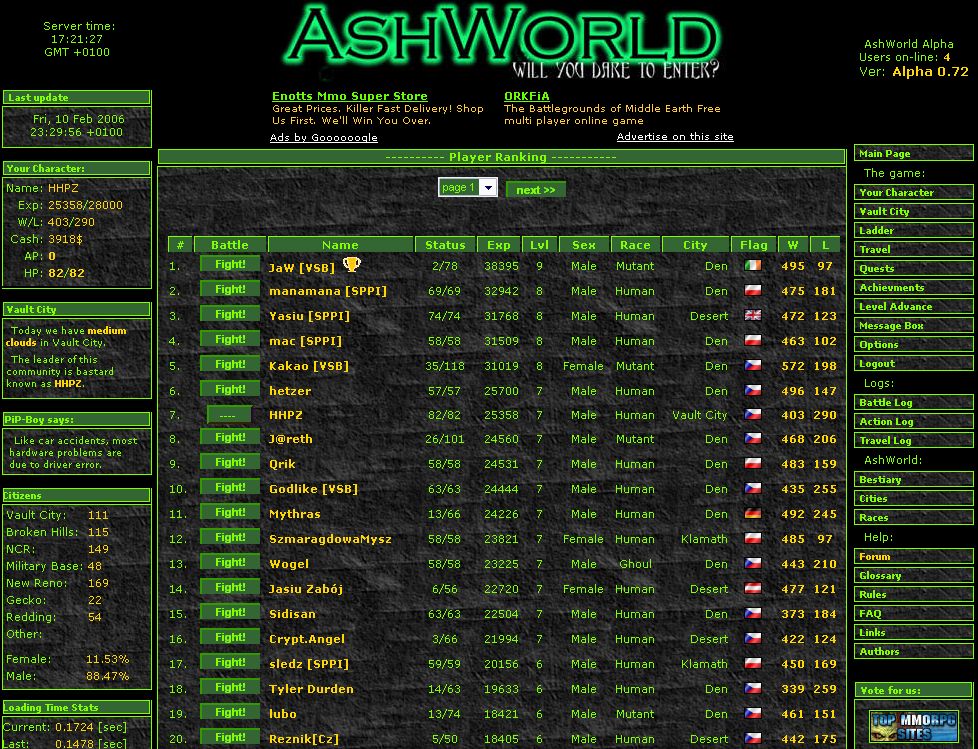 Server time:
17:21:27
GMT +0100
ASHWORLD
WILL YOU DARE TO ENTER?
AshWorld Alpha
Users on-line: 4
Ver: Alpha 0.72
Last update
Fri, 10 Feb 2006
23:29:56 +0100
Your Character:
Name: HHPZ
Exp: 25358/28000
W/L: 403/290
Cash: 3918$
AP: 0
HP: 82/82
Vault City
Today we have medium
clouds in Vault City.
The leader of this
community is bastard
known as HHPZ.
PiP-Boy says:
Like car accidents, most
hardware problems are
due to driver error.
Citizens
Vault City: 111
Broken Hills: 115
NCR: 149
Military Base: 48
New Reno: 169
Gecko: 22
Redding: 54
Other:
Female: 11.53%
Male: 88.47%
Loading Time Stats
Current: 0.1724 [sec]
Last: 0.1478 [sec]
Enotts Mmo Super Store
Great Prices. Killer Fast Delivery! Shop
Us First. We'll Win You Over.
ORKFiA
The Battlegrounds of Middle Earth Free
multi player online game
Ads by Goooooogle
Advertise on this site
---------- Player Ranking -----------
page 1
next >>
# Battle Name Status Exp Lvl Sex Race City Flag W L
1. Fight! JaW [VSB] 2/78 38395 9 Male Mutant Den 495 97
2. Fight! manamana [SPPI] 69/69 32942 8 Male Human Den 475 181
3. Fight! Yasiu [SPPI] 74/74 31768 8 Male Human Desert 472 123
4. Fight! mac [SPPI] 58/58 31509 8 Male Human Den 463 102
5. Fight! Kakao [VSB] 35/118 31019 8 Female Mutant Den 572 198
6. Fight! hetzer 57/57 25700 7 Male Human Den 496 147
7. ---- HHPZ 82/82 25358 7 Male Human Vault City 403 290
8. Fight! J@reth 26/101 24560 7 Male Mutant Den 468 206
9. Fight! Qrik 58/58 24531 7 Male Human Den 483 159
10. Fight! Godlike [VSB] 63/63 24444 7 Male Human Den 435 255
11. Fight! Mythras 13/66 24226 7 Male Human Den 492 245
12. Fight! SzmaragdowaMysz 58/58 23821 7 Female Human Klamath 485 97
13. Fight! Wogel 58/58 23225 7 Male Ghoul Den 443 210
14. Fight! Jasiu Zabój 6/56 22720 7 Female Human Desert 477 121
15. Fight! Sidisan 63/63 22504 7 Male Human Den 373 184
16. Fight! Crypt.Angel 3/66 21994 7 Male Human Desert 422 124
17. Fight! sledz [SPPI] 59/59 20156 6 Male Human Klamath 450 169
18. Fight! Tyler Durden 14/63 19633 6 Male Human Den 339 259
19. Fight! lubo 13/74 18421 6 Male Mutant Den 461 151
20. Fight! Reznik[Cz] 5/50 18405 6 Male Human Desert 442 175
Main Page
The game:
Your Character
Vault City
Ladder
Travel
Quests
Achievments
Level Advance
Message Box
Options
Logout
Logs:
Battle Log
Action Log
Travel Log
AshWorld:
Bestiary
Cities
Races
Help:
Forum
Glossary
Rules
FAQ
Links
Authors
Vote for us:
TOP MMORPG
SITES